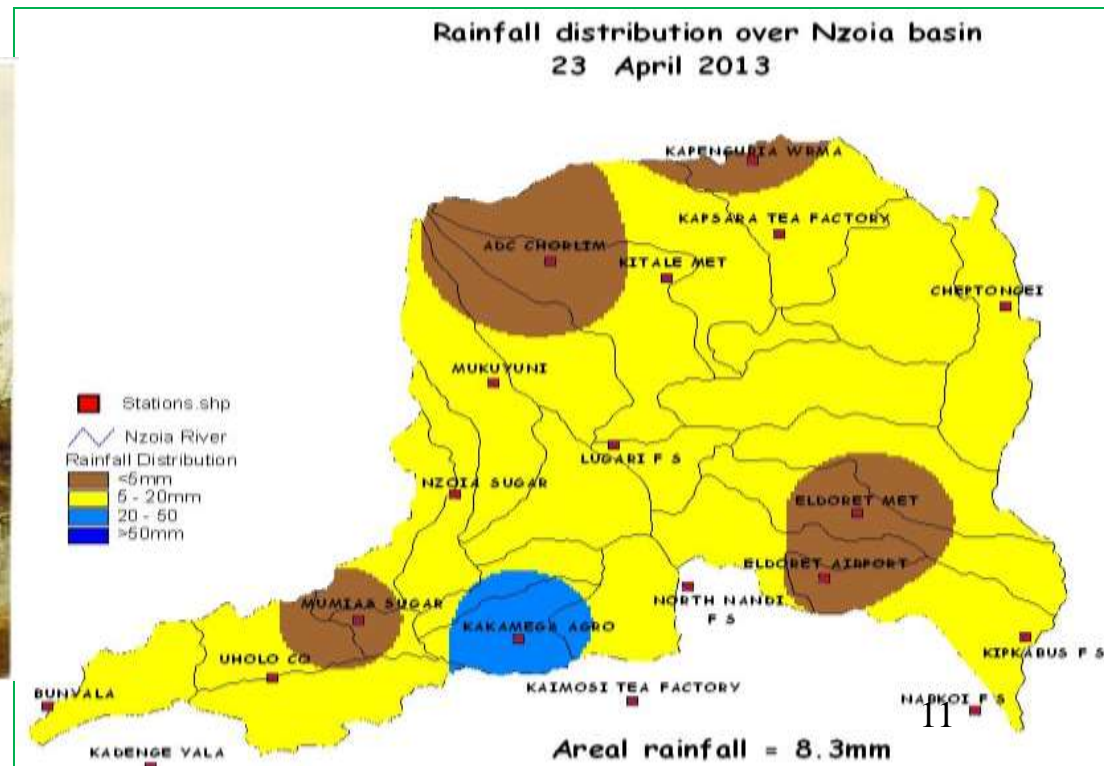 Rainfall distribution over Nzoia basin
23 April 2013
KAPENGURIA WRMA
KAPSARA TEA FACTORY
ADC CHORLIM
KITALE MET
CHEPTONGEI
MUKUYUNI
Stations.shp
Nzoia River
Rainfall Distribution
<5mm
5 - 20mm
20 - 50
>50mm
LUGARI F S
NZOIA SUGAR
ELDORET MET
ELDORET AIRPORT
NORTH NANDI
F S
MUMIAS SUGAR
KAKAMEGA AGRO
UHOLO CO
KIPKABUS F S
BUNYALA
KAIMOSI TEA FACTORY
NABKOI F S
11
KADENGE YALA
Areal rainfall = 8.3mm